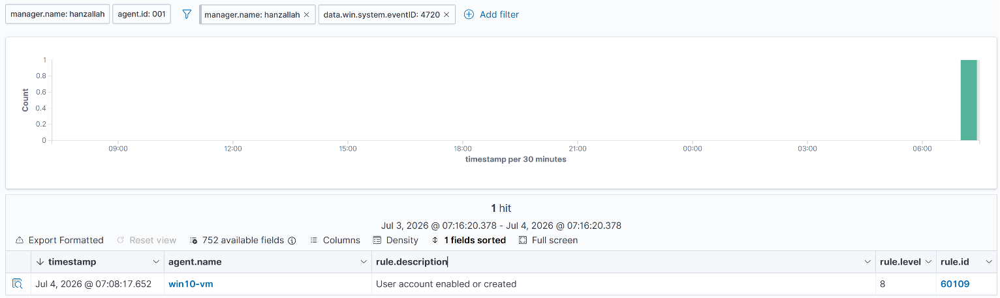 manager.name: hanzallah agent.id: 001 manager.name: hanzallah × data.win.system.eventID: 4720 × Add filter
1
0.8
0.6
0.4
0.2
0
Count
09:00 12:00 15:00 18:00 21:00 00:00 03:00 06:00
timestamp per 30 minutes
1 hit
Jul 3, 2026 @ 07:16:20.378 - Jul 4, 2026 @ 07:16:20.378
Export Formatted Reset view 752 available fields Columns Density 1 fields sorted Full screen
timestamp agent.name rule.description rule.level rule.id
Jul 4, 2026 @ 07:08:17.652 win10-vm User account enabled or created 8 60109